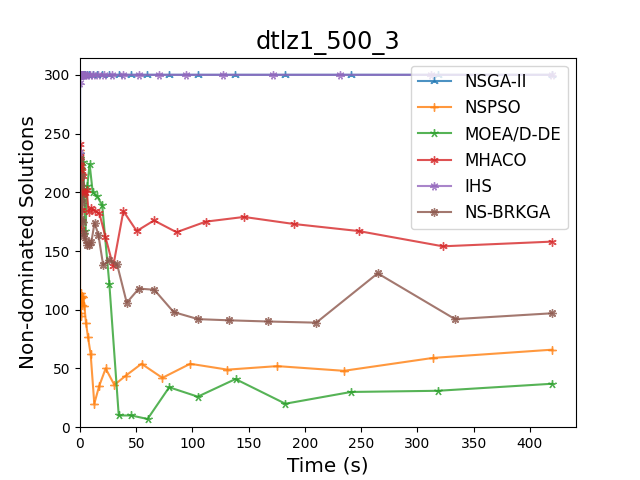 dtlz1_500_3
Non-dominated Solutions
300
250
200
150
100
50
0
0 50 100 150 200 250 300 350 400
Time (s)
NSGA-II
NSPSO
MOEA/D-DE
MHACO
IHS
NS-BRKGA